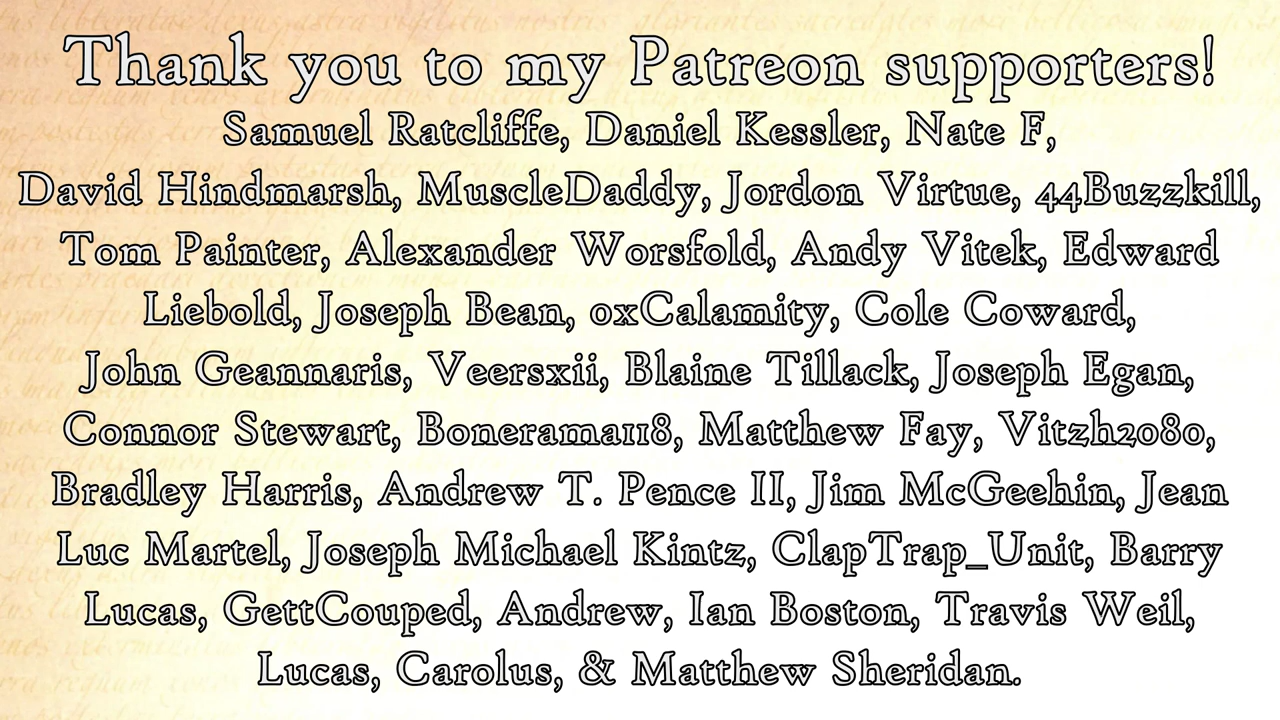 Thank you to my Patreon supporters!
Samuel Ratcliffe, Daniel Kessler, Nate F,
David Hindmarsh, MuscleDaddy, Jordon Virtue, 44Buzzkill,
Tom Painter, Alexander Worsfold, Andy Vitek, Edward
Liebold, Joseph Bean, 0xCalamity, Cole Coward,
John Geannaris, Veersxii, Blaine Tillack, Joseph Egan,
Connor Stewart, Bonerama118, Matthew Fay, Vitzh2080,
Bradley Harris, Andrew T. Pence II, Jim McGeehin, Jean
Luc Martel, Joseph Michael Kintz, ClapTrap_Unit, Barry
Lucas, GettCouped, Andrew, Ian Boston, Travis Weil,
Lucas, Carolus, & Matthew Sheridan.